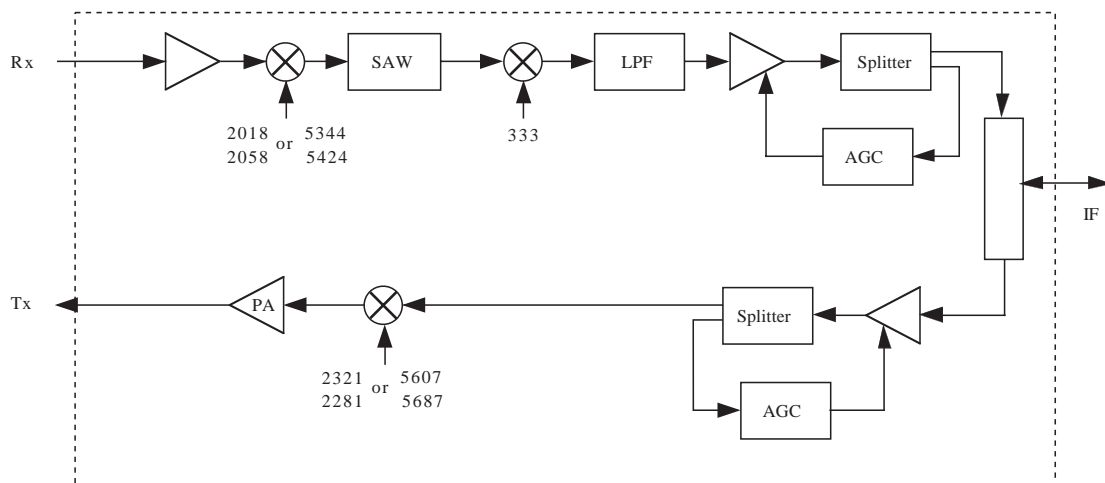 Rx
SAW
LPF
Splitter
2018 or 5344
2058 5424
333
AGC
IF
Tx
PA
Splitter
2321 or 5607
2281 5687
AGC